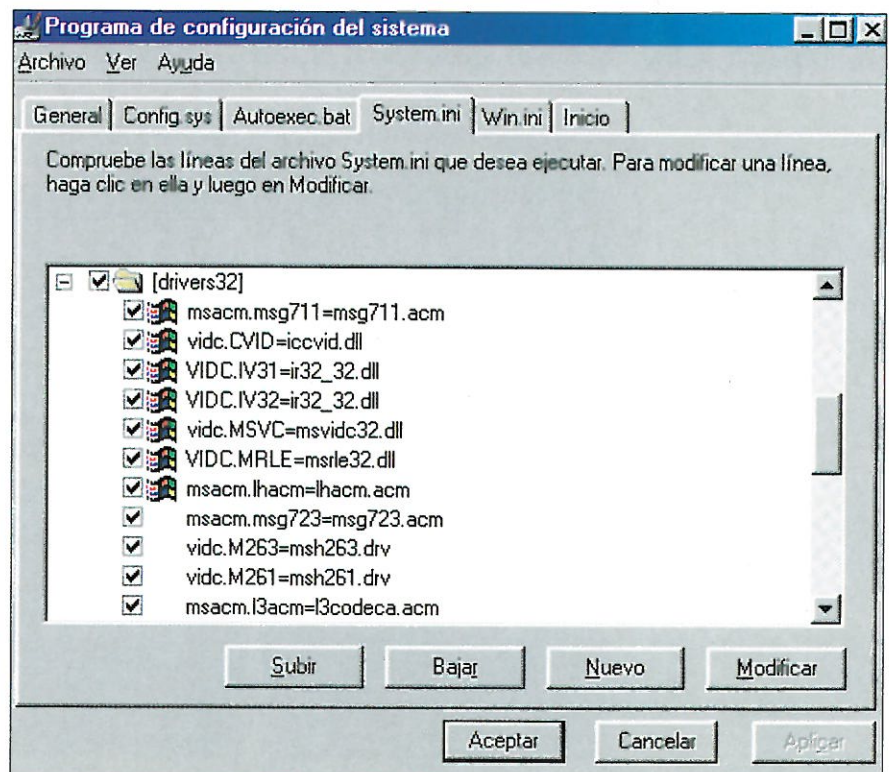 Programa de configuración del sistema
Archivo Ver Ayuda
General Config.sys Autoexec.bat System.ini Win.ini Inicio
Compruebe las líneas del archivo System.ini que desea ejecutar. Para modificar una línea,
haga clic en ella y luego en Modificar.
[drivers32]
msacm.msg711=msg711.acm
vidc.CVID=iccvid.dll
VIDC.IV31=ir32_32.dll
VIDC.IV32=ir32_32.dll
vidc.MSVC=msvidc32.dll
VIDC.MRLE=msrle32.dll
msacm.lhacm=lhacm.acm
msacm.msg723=msg723.acm
vidc.M263=msh263.drv
vidc.M261=msh261.drv
msacm.l3acm=l3codeca.acm
Subir Bajar Nuevo Modificar
Aceptar Cancelar Aplicar